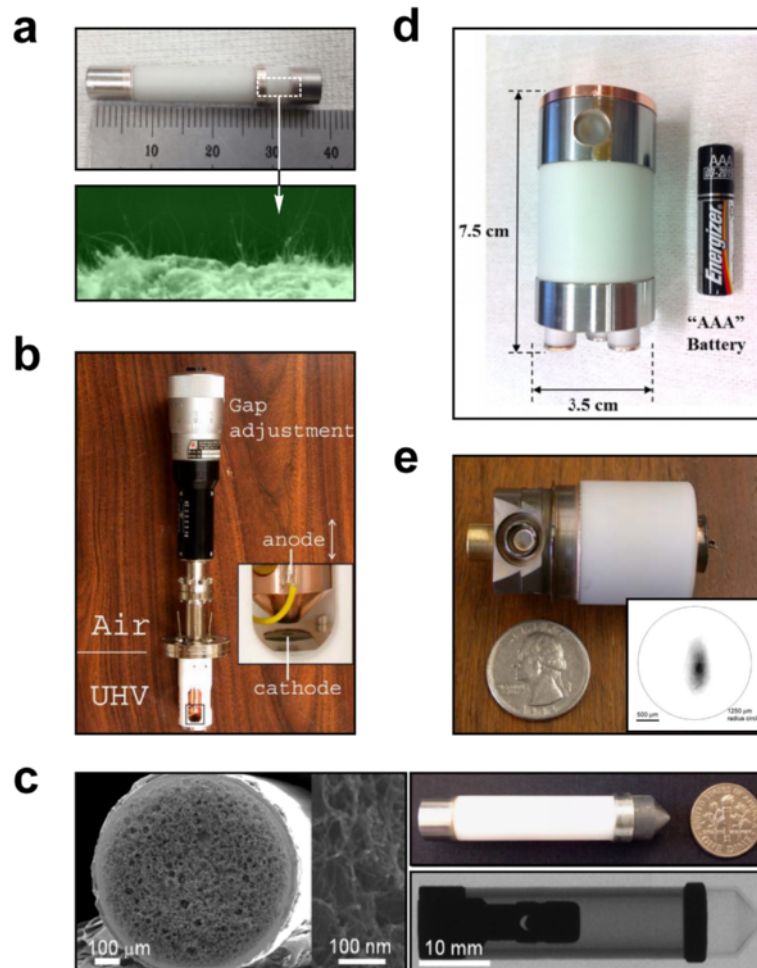 a
10 20 30 40
b
Gap
adjustment
anode
Air
UHV
cathode
c
100 μm
100 nm
10 mm
d
7.5 cm
AAA
Energizer
"AAA"
Battery
3.5 cm
e
500 μm
1250 μm
radius circle